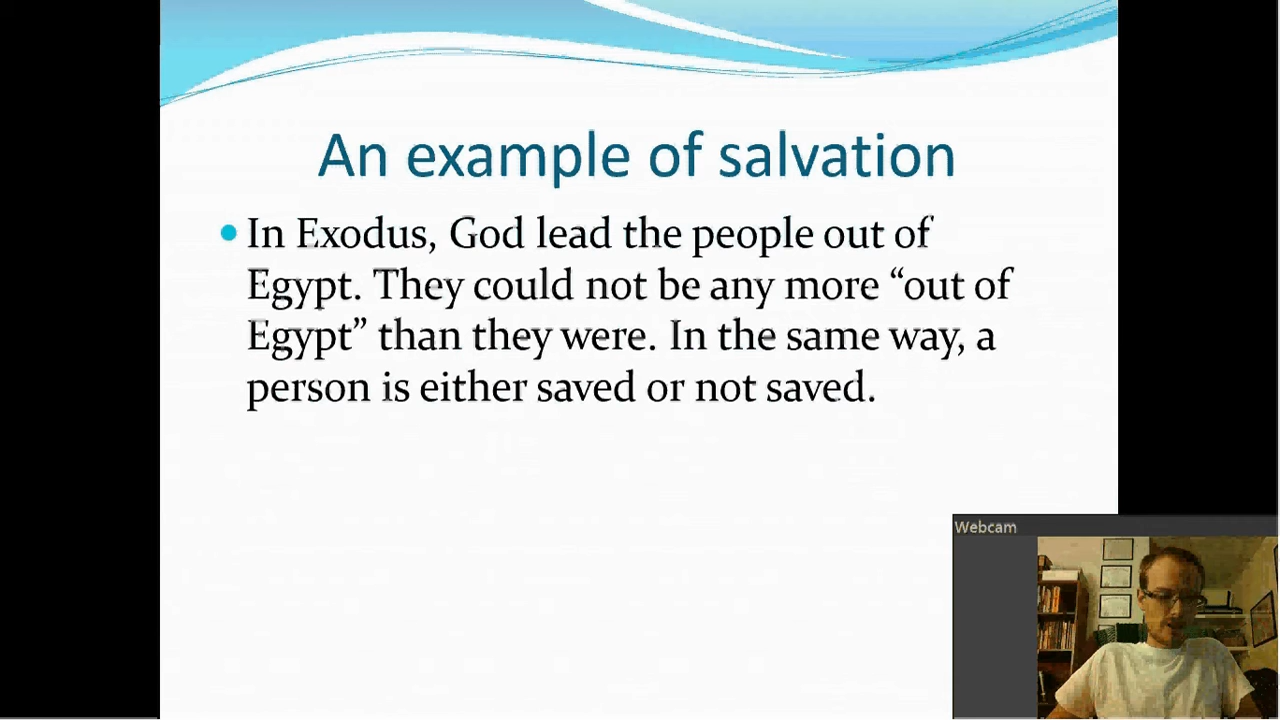 An example of salvation
In Exodus, God lead the people out of
Egypt. They could not be any more “out of
Egypt” than they were. In the same way, a
person is either saved or not saved.
Webcam